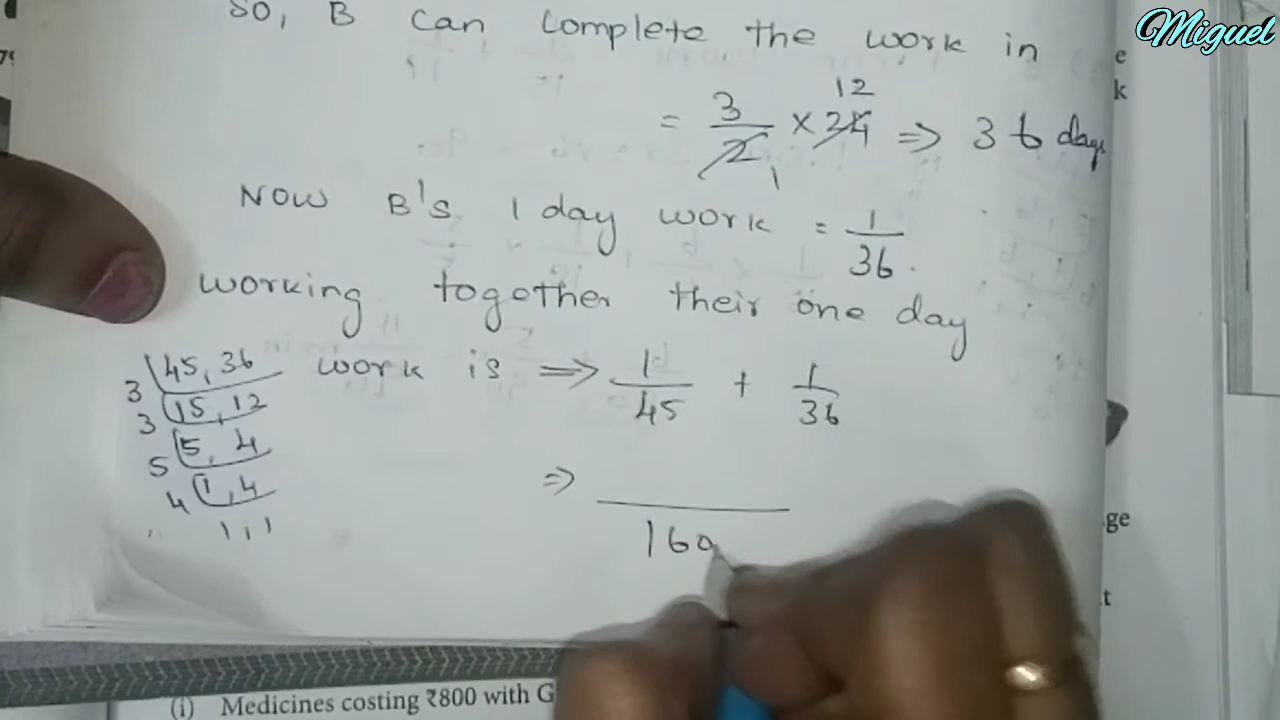 Miguel
So, B can complete the work in
= 3/2 × 24 12 1 ⇒ 36 days
Now B's 1 day work = 1/36.
working together their one day
work is ⇒ 1/45 + 1/36
3 45, 36
3 15, 12
5 5, 4
4 1, 4
1, 1
⇒
160
e
k
ge
t
(i) Medicines costing ₹800 with G